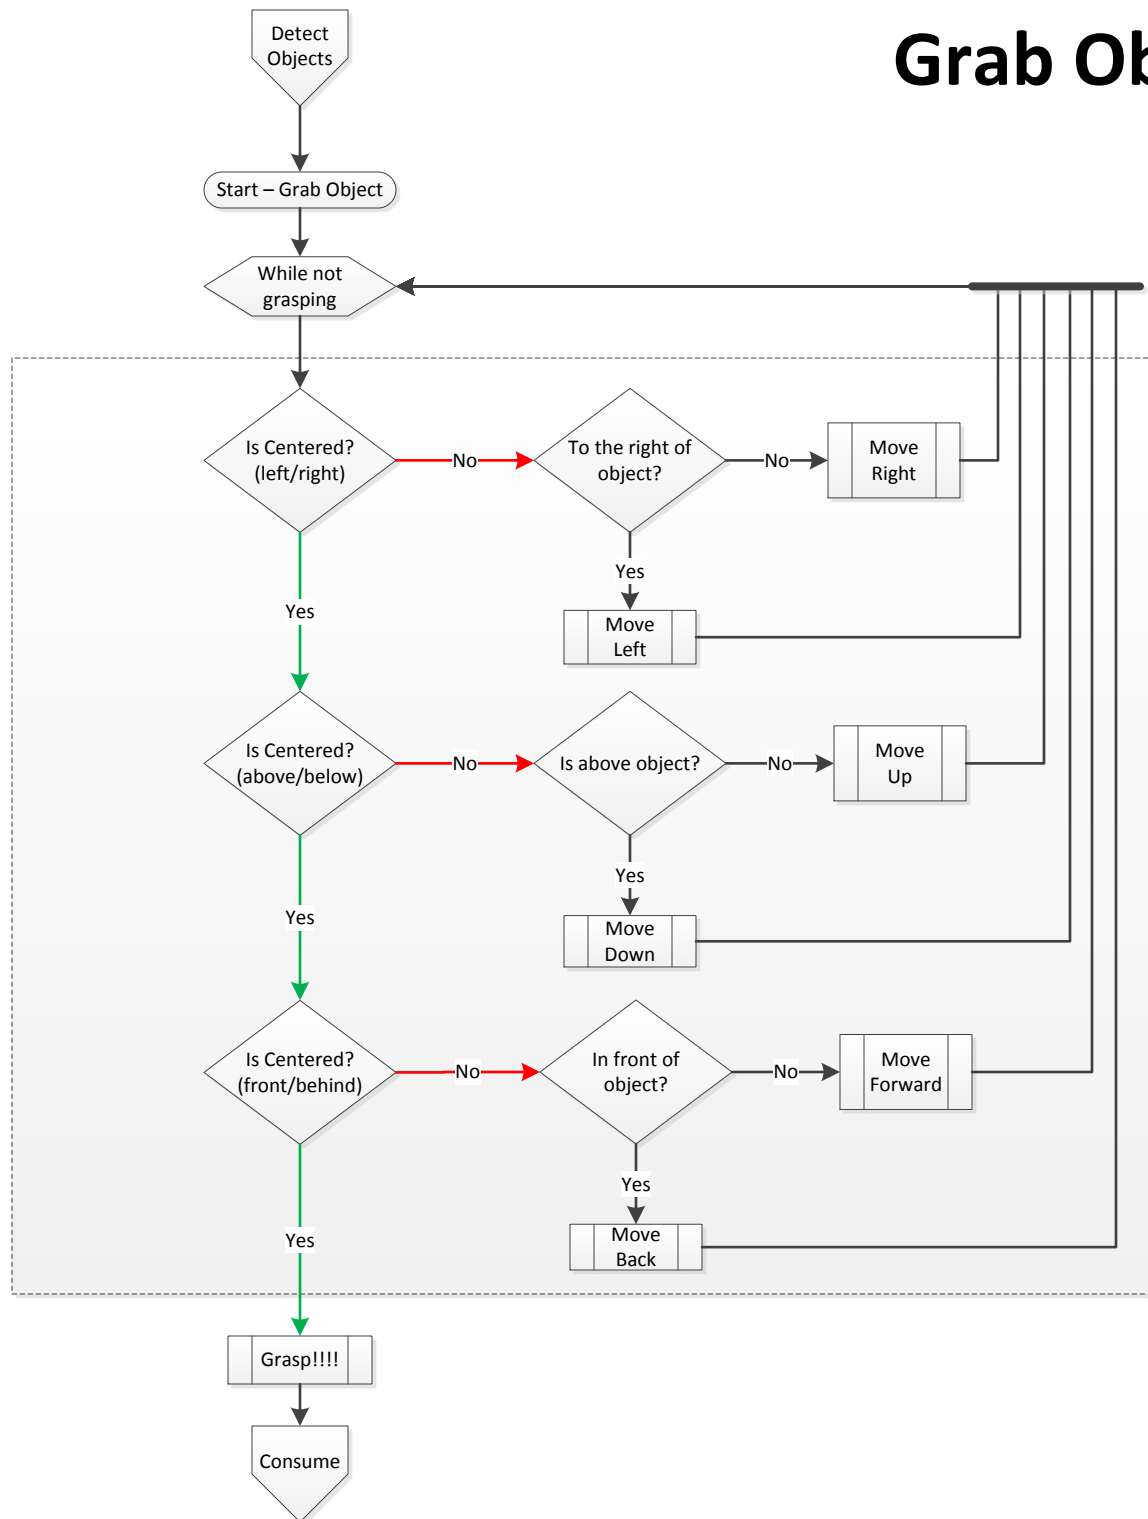 Grab Ob
Detect
Objects
Start – Grab Object
While not
grasping
Is Centered?
(left/right)
No
To the right of
object?
No
Move
Right
Yes
Yes
Move
Left
Is Centered?
(above/below)
No
Is above object?
No
Move
Up
Yes
Yes
Move
Down
Is Centered?
(front/behind)
No
In front of
object?
No
Move
Forward
Yes
Yes
Move
Back
Grasp!!!!
Consume